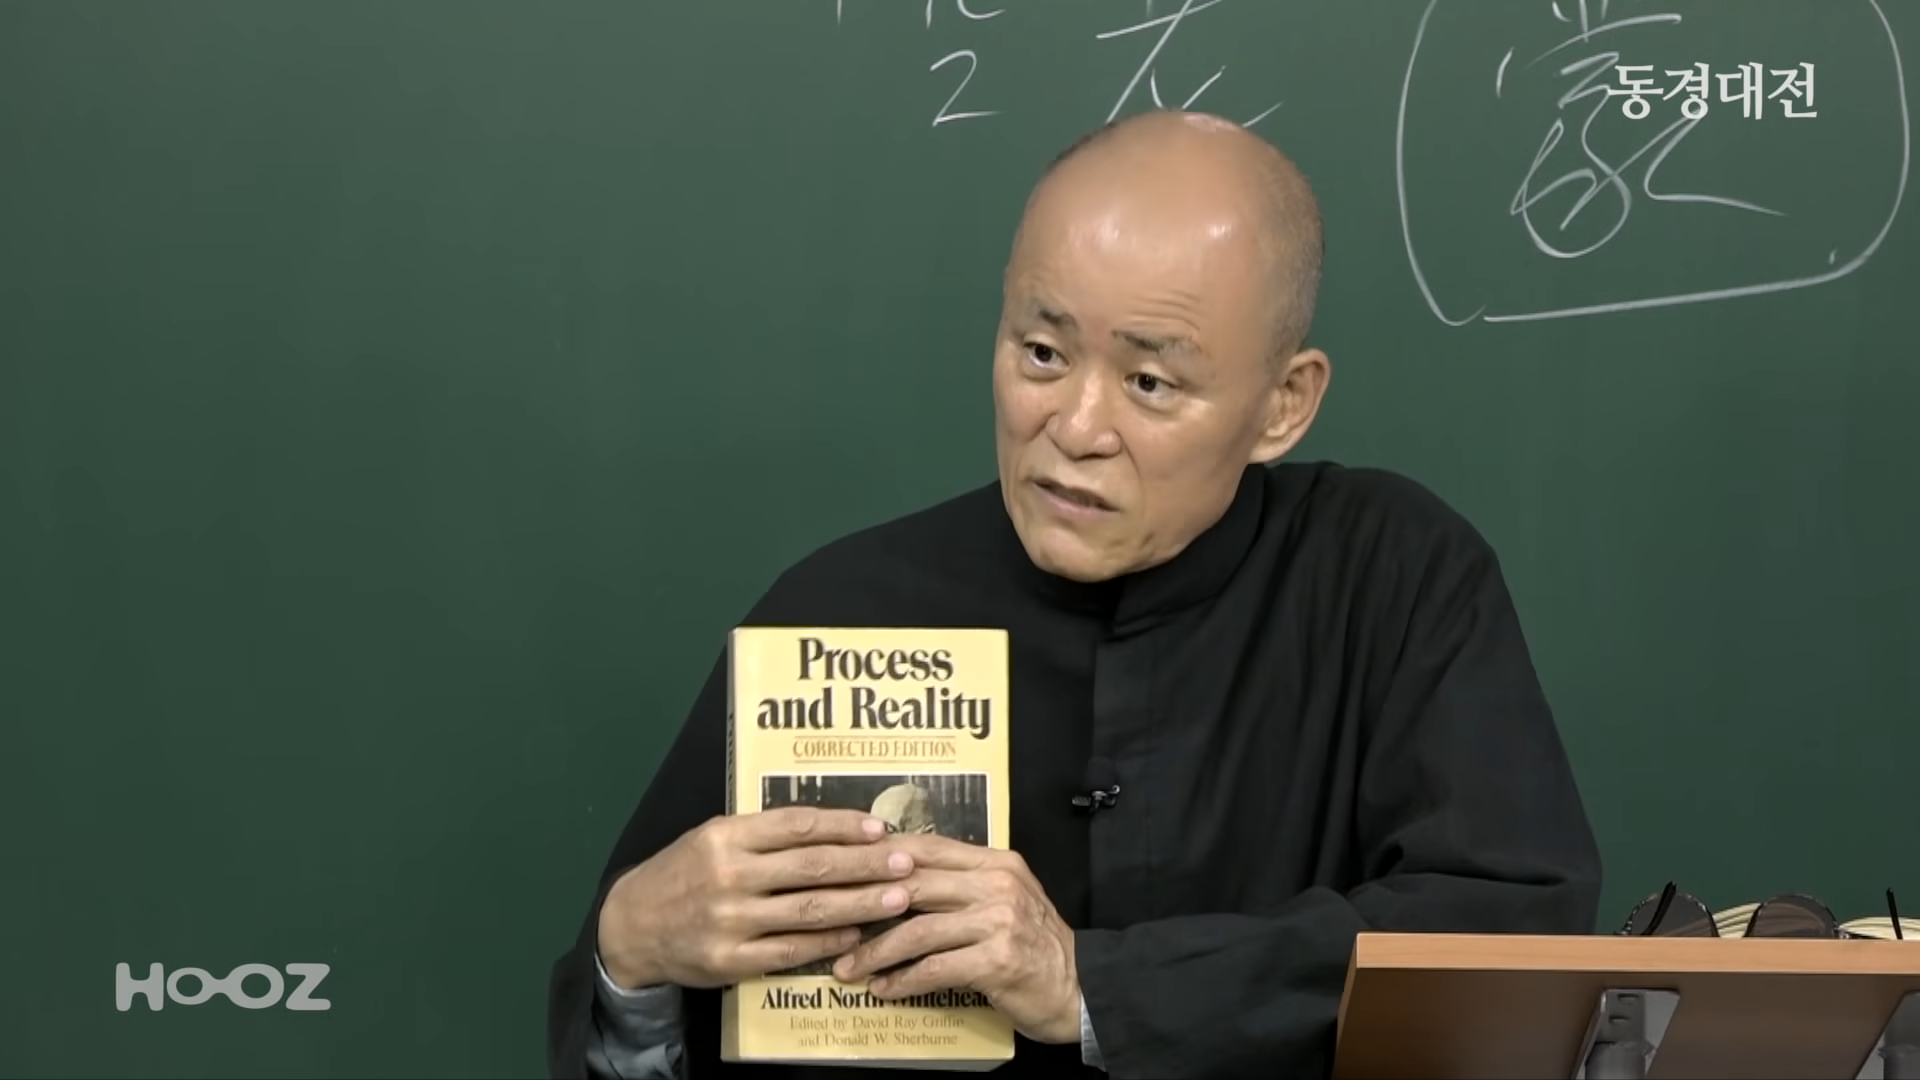 2
동경대전
Process
and Reality
CORRECTED EDITION
Alfred North Whitehead
Edited by David Ray Griffin
and Donald W. Sherburne
HOOZ